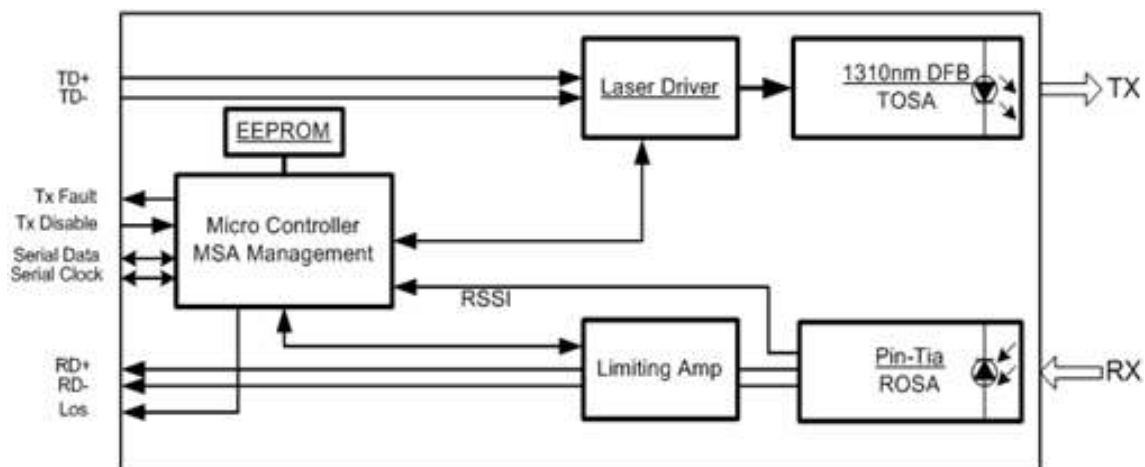 TD+
TD-
Laser Driver
1310nm DFB
TOSA
TX
EEPROM
Tx Fault
Tx Disable
Serial Data
Serial Clock
Micro Controller
MSA Management
RSSI
RD+
RD-
Los
Limiting Amp
Pin-Tia
ROSA
RX